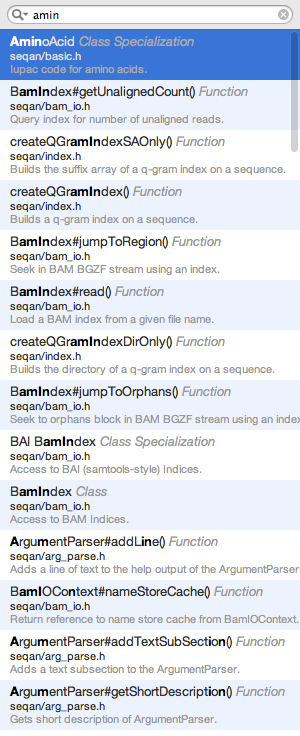 amin
AminoAcid Class Specialization
seqan/basic.h
Iupac code for amino acids.
BamIndex#getUnalignedCount() Function
seqan/bam_io.h
Query index for number of unaligned reads.
createQGramIndexSAOnly() Function
seqan/index.h
Builds the suffix array of a q-gram index on a sequence.
createQGramIndex() Function
seqan/index.h
Builds a q-gram index on a sequence.
BamIndex#jumpToRegion() Function
seqan/bam_io.h
Seek in BAM BGZF stream using an index.
BamIndex#read() Function
seqan/bam_io.h
Load a BAM index from a given file name.
createQGramIndexDirOnly() Function
seqan/index.h
Builds the directory of a q-gram index on a sequence.
BamIndex#jumpToOrphans() Function
seqan/bam_io.h
Seek to orphans block in BAM BGZF stream using an index
BAI BamIndex Class Specialization
seqan/bam_io.h
Access to BAI (samtools-style) Indices.
BamIndex Class
seqan/bam_io.h
Access to BAM Indices.
ArgumentParser#addLine() Function
seqan/arg_parse.h
Adds a line of text to the help output of the ArgumentParser
BamIOContext#nameStoreCache() Function
seqan/bam_io.h
Return reference to name store cache from BamIOContext.
ArgumentParser#addTextSubSection() Function
seqan/arg_parse.h
Adds a text subsection to the ArgumentParser.
ArgumentParser#getShortDescription() Function
seqan/arg_parse.h
Gets short description of ArgumentParser.